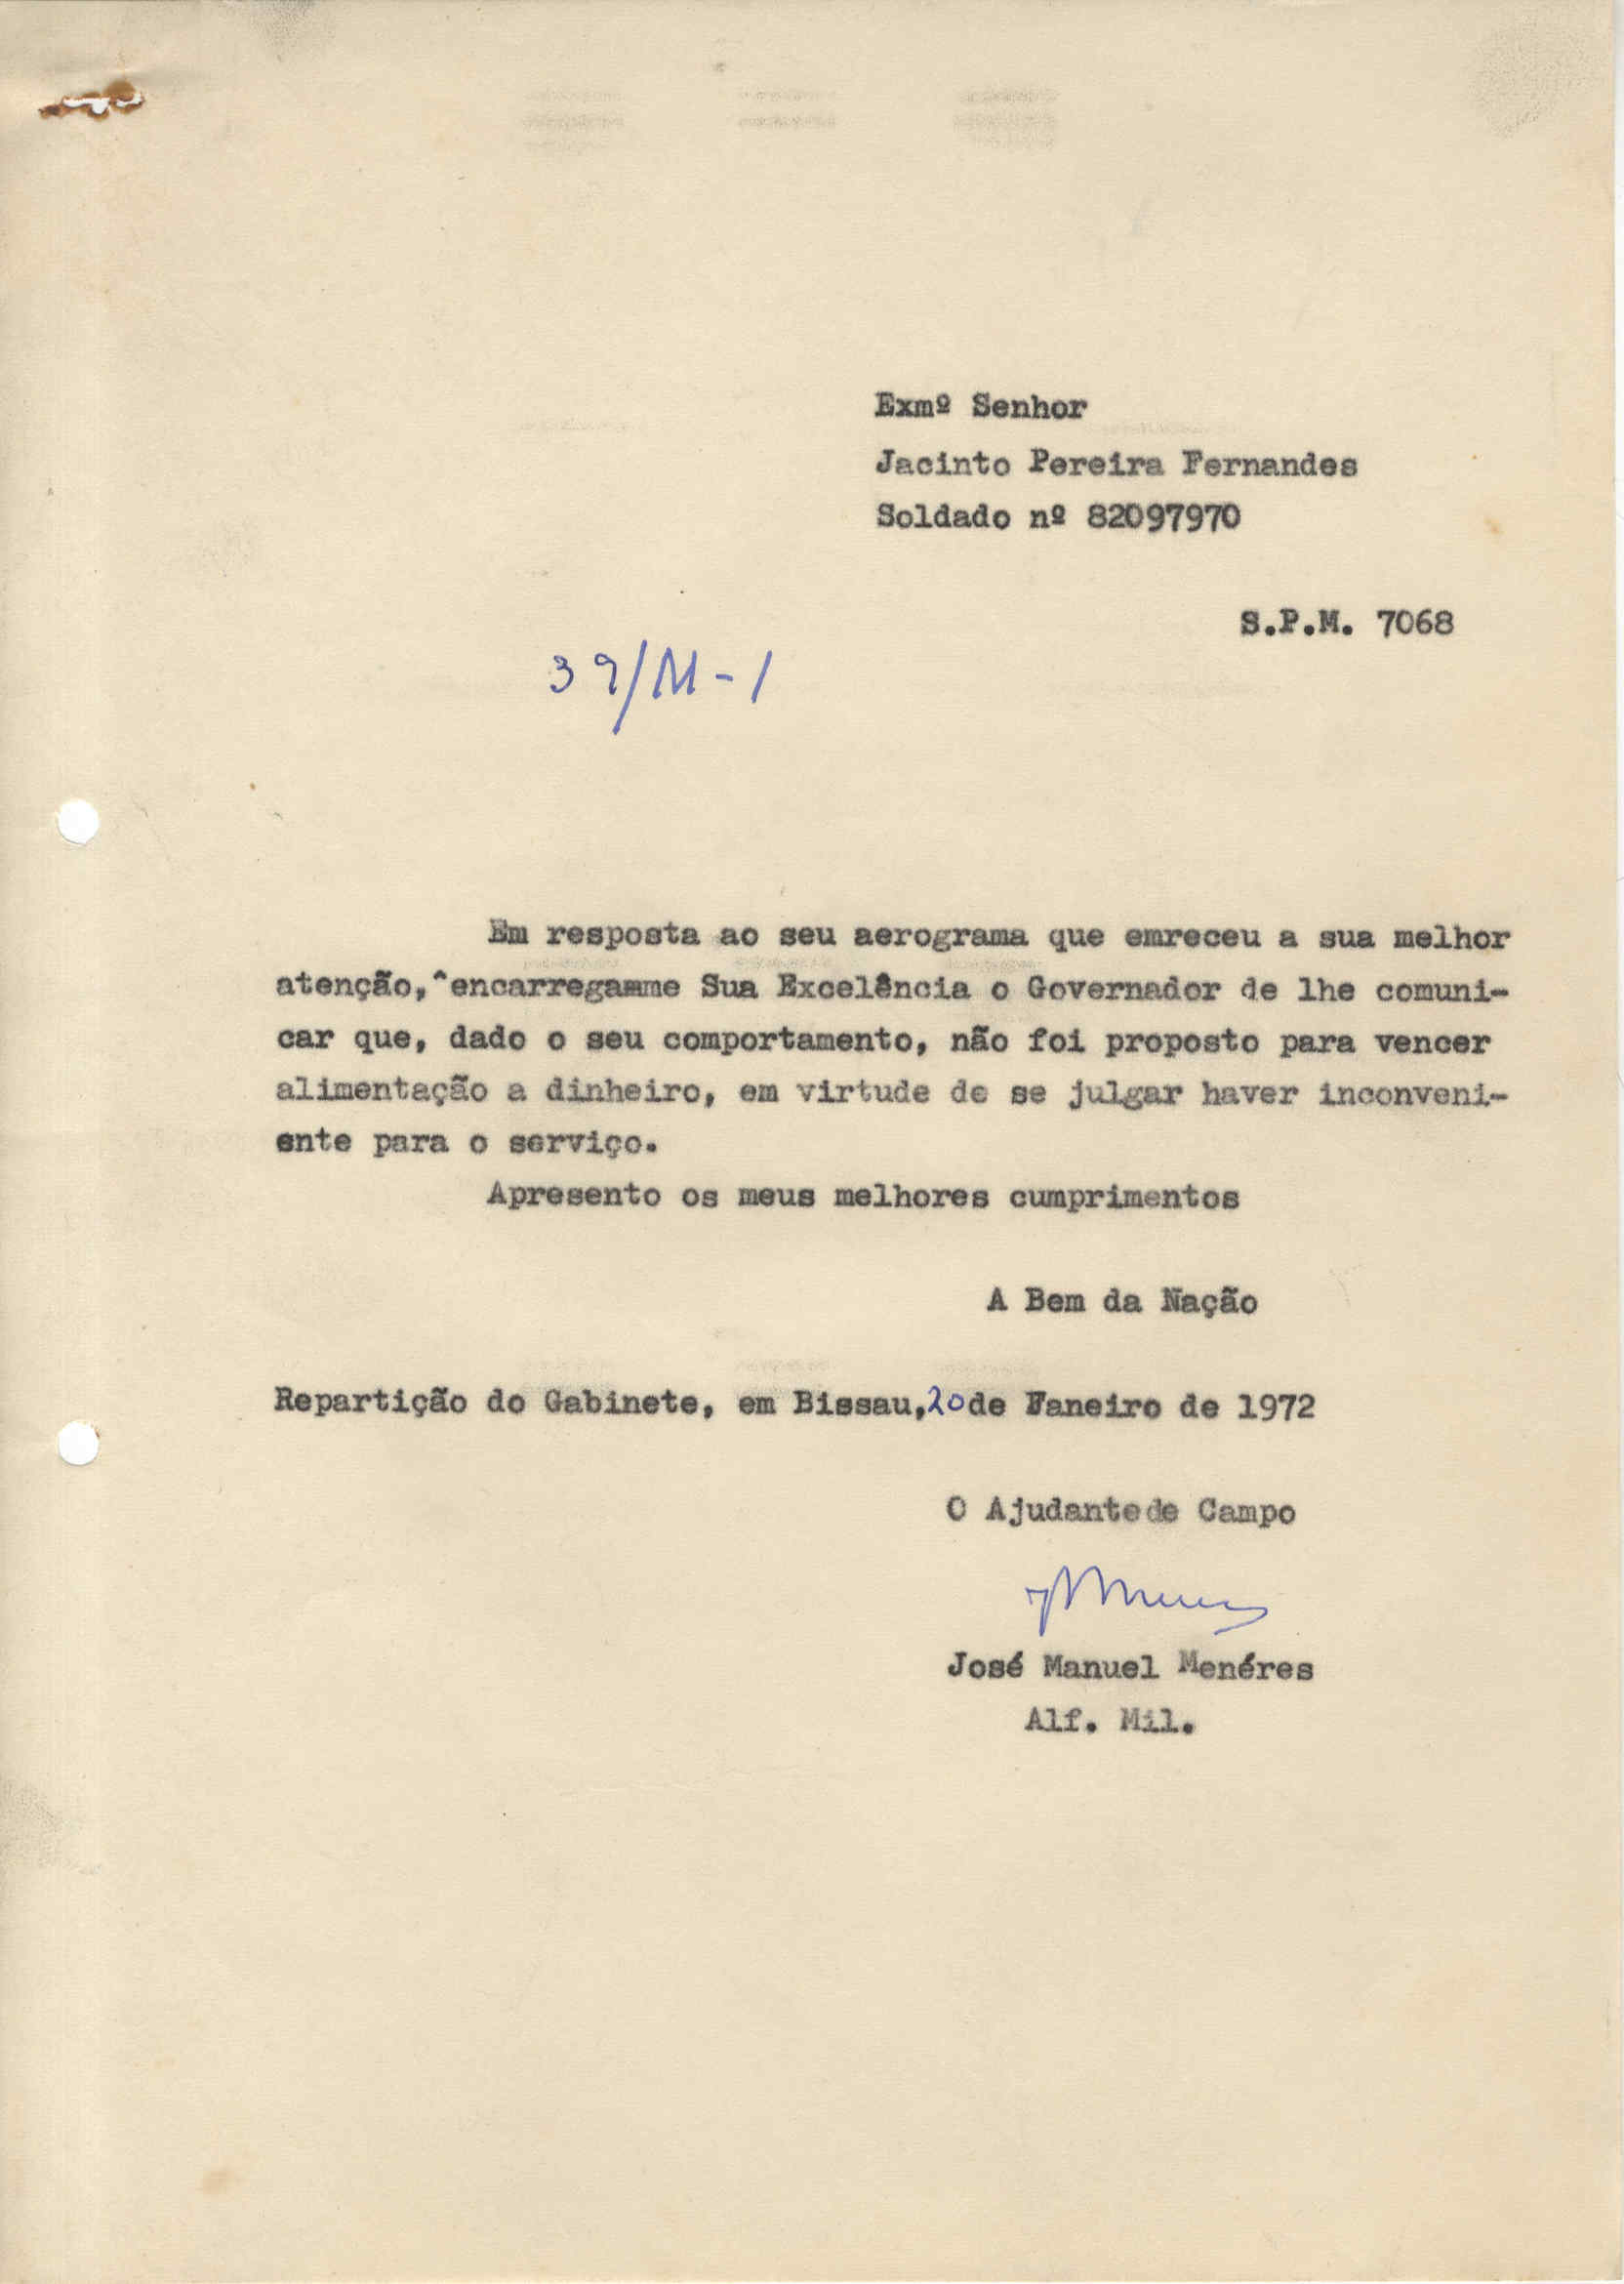 Exmº Senhor
Jacinto Pereira Fernandes
Soldado nº 82097970
S.P.M. 7068
39/M-1
Em resposta ao seu aerograma que emreceu a sua melhor
atenção,^encarregamme Sua Excelência o Governador de lhe comuni-
car que, dado o seu comportamento, não foi proposto para vencer
alimentação a dinheiro, em virtude de se julgar haver inconveni-
ente para o serviço.
Apresento os meus melhores cumprimentos
A Bem da Nação
Repartição do Gabinete, em Bissau,20de Faneiro de 1972
O Ajudantede Campo
José Manuel Menéres
Alf. Mil.